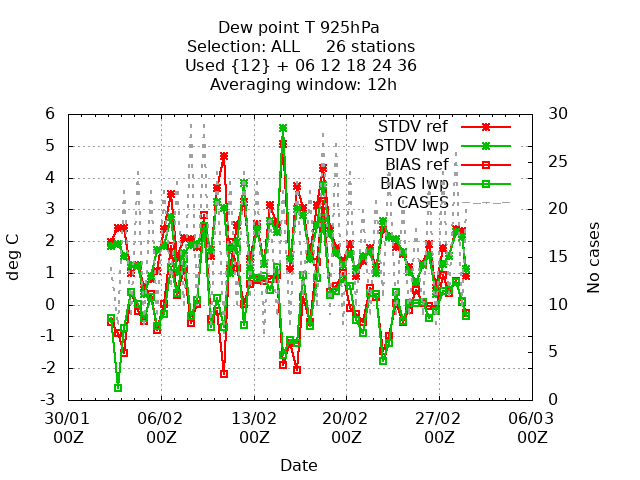 Dew point T 925hPa
Selection: ALL 26 stations
Used {12} + 06 12 18 24 36
Averaging window: 12h
6 30
STDV ref
STDV lwp
5 25
BIAS ref
BIAS lwp
4
CASES
3 20
deg C
No cases
2 15
1
0 10
-1
-2 5
-3 0
30/01 06/02 13/02 20/02 27/02 06/03
00Z 00Z 00Z 00Z 00Z 00Z
Date